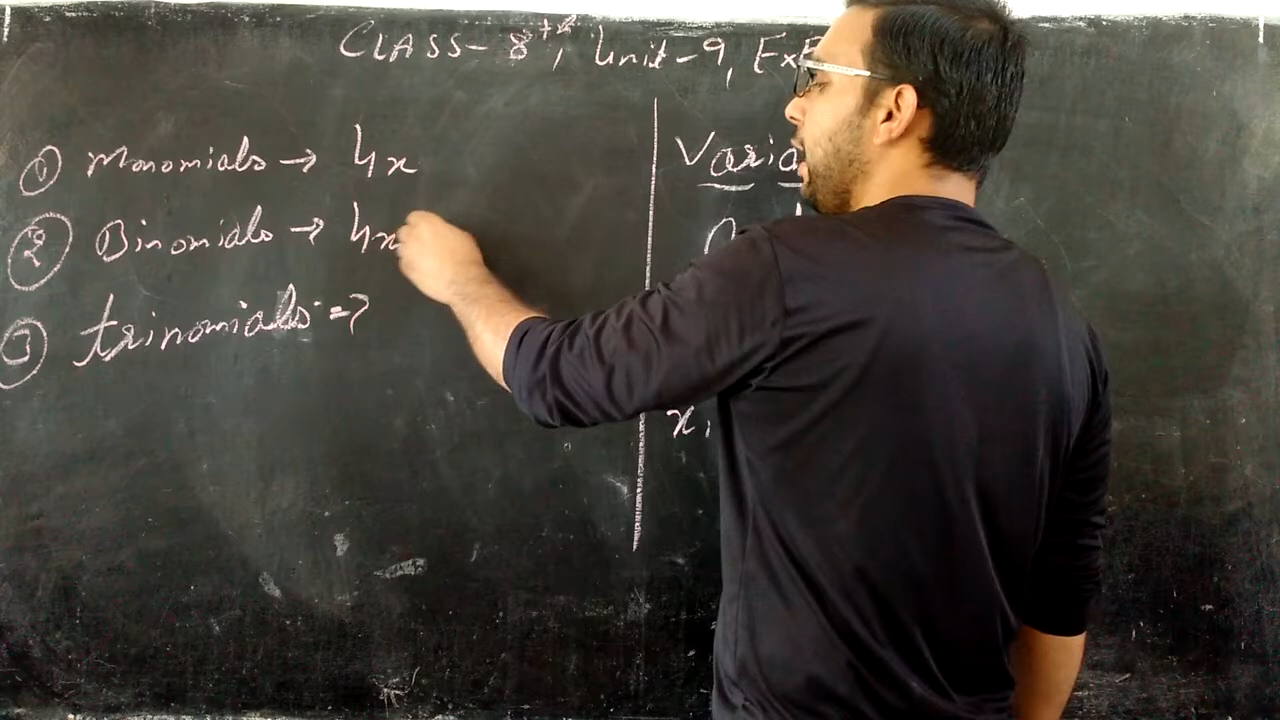 CLASS- 8th, Unit-9, Ex
① Monomials → 4x
② Binomials → 4x
③ trinomials =>
Varia
x,